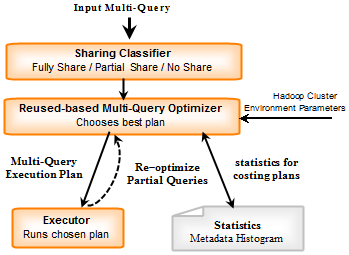 Input Multi-Query
Sharing Classifier
Fully Share / Partial Share / No Share
Reused-based Multi-Query Optimizer
Chooses best plan
Hadoop Cluster
Environment Parameters
Multi-Query
Execution Plan
Re-optimize
Partial Queries
statistics for
costing plans
Executor
Runs chosen plan
Statistics
Metadata Histogram